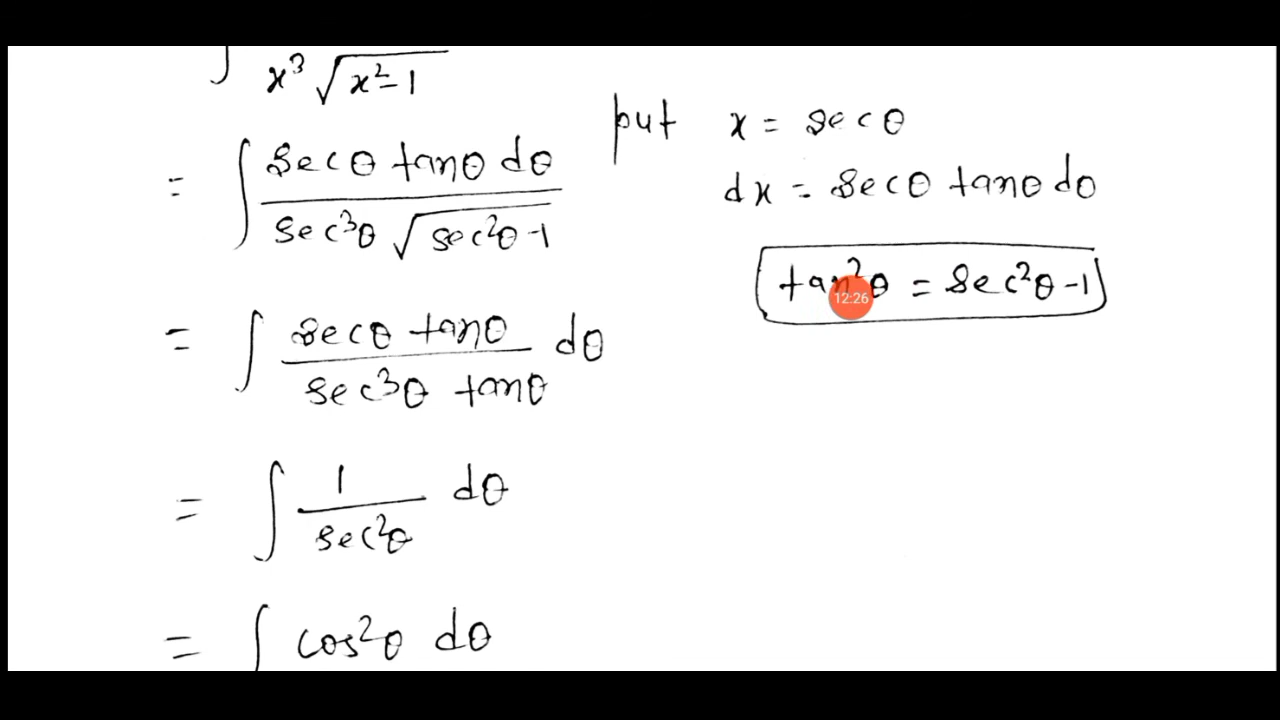 ∫ x³ √(x²-1)
put x = secθ
= ∫ secθ tanθ dθ / sec³θ √(sec²θ-1)
dx = secθ tanθ dθ
tan²θ = sec²θ-1
12:26
= ∫ secθ tanθ / sec³θ tanθ dθ
= ∫ 1 / sec²θ dθ
= ∫ cos²θ dθ